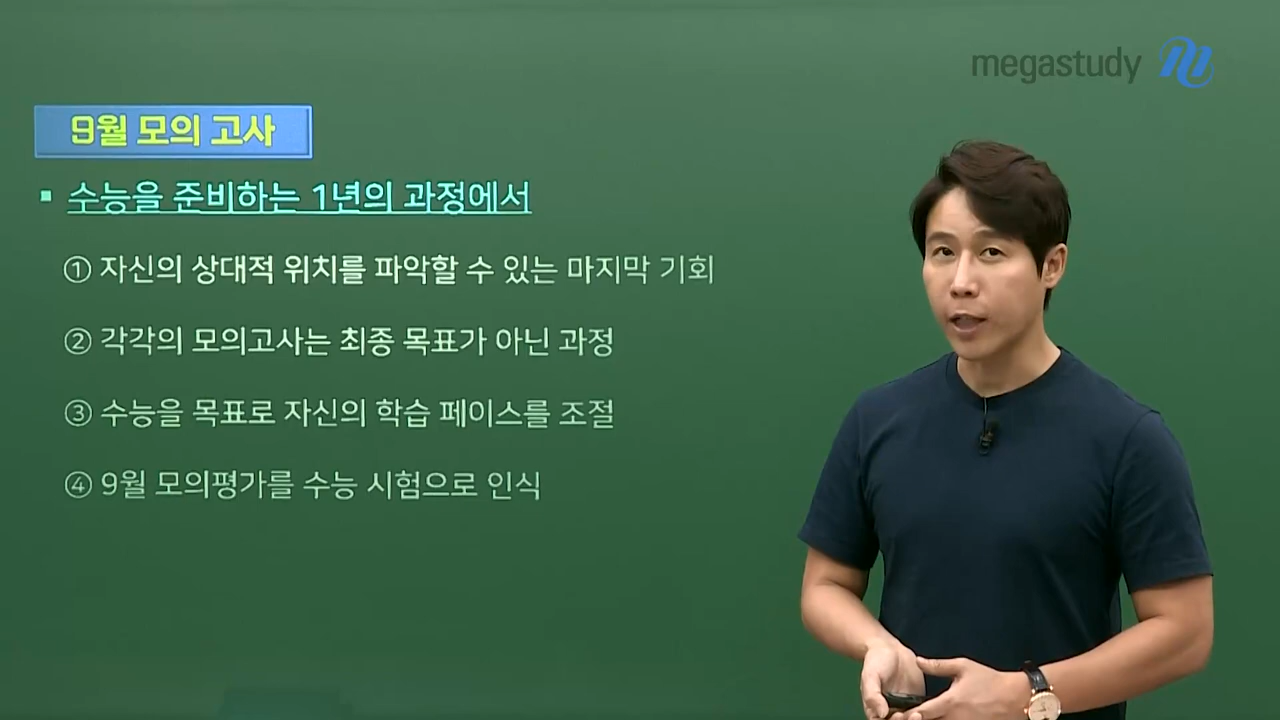 megastudy
9월 모의 고사
▪ 수능을 준비하는 1년의 과정에서
① 자신의 상대적 위치를 파악할 수 있는 마지막 기회
② 각각의 모의고사는 최종 목표가 아닌 과정
③ 수능을 목표로 자신의 학습 페이스를 조절
④ 9월 모의평가를 수능 시험으로 인식